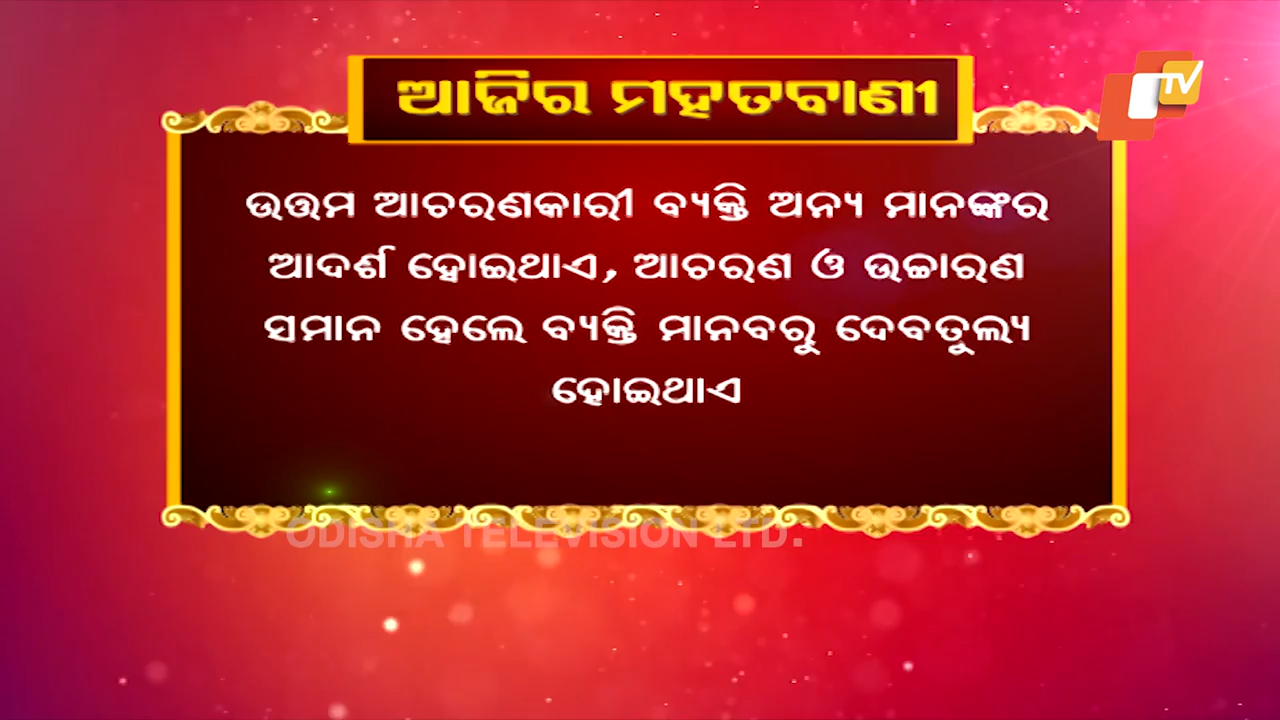 ଆଜିର ମହତବାଣୀ
TV
ଉତ୍ତମ ଆଚରଣକାରୀ ବ୍ୟକ୍ତି ଅନ୍ୟ ମାନଙ୍କର
ଆଦର୍ଶ ହୋଇଥାଏ, ଆଚରଣ ଓ ଉଚ୍ଚାରଣ
ସମାନ ହେଲେ ବ୍ୟକ୍ତି ମାନବରୁ ଦେବତୁଲ୍ୟ
ହୋଇଥାଏ
ODISHA TELEVISION LTD.